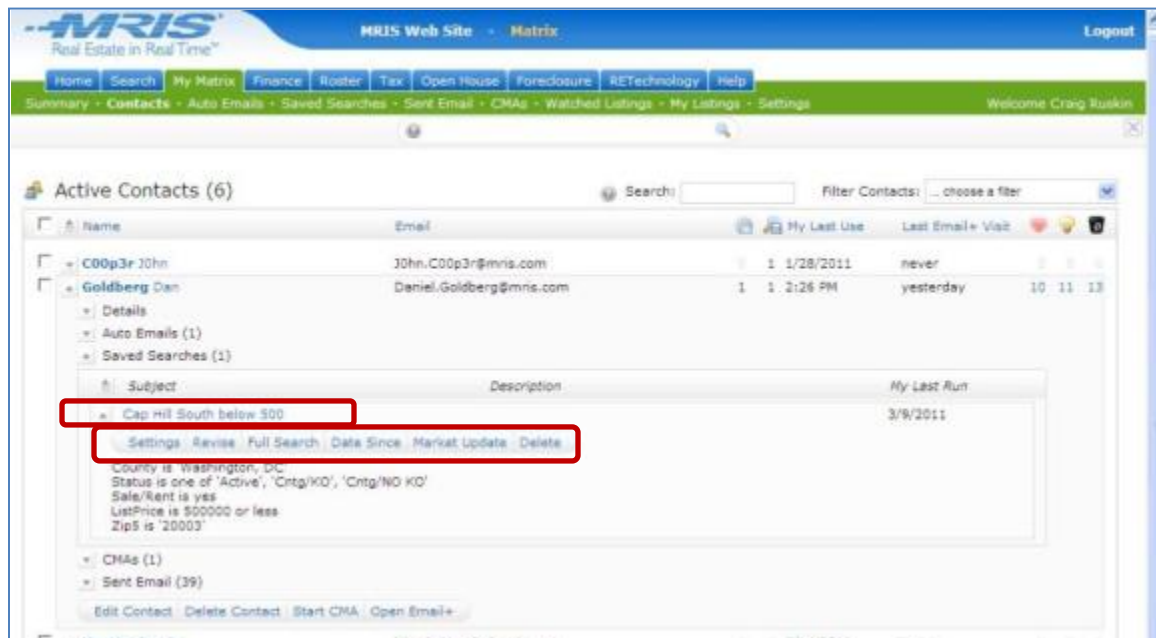 MRIS
Real Estate in Real Time™
MRIS Web Site - Matrix
Logout
Home Search My Matrix Finance Roster Tax Open House Foreclosure RETechnology Help
Summary - Contacts - Auto Emails - Saved Searches - Sent Email - CMAs - Watched Listings - My Listings - Settings
Welcome Craig Ruskin
Active Contacts (6)
Search:
Filter Contacts: ... choose a filter
Name Email My Last Use Last Email+ Visit
C00p3r J0hn J0hn.C00p3r@mris.com 1 1/28/2011 never
Goldberg Dan Daniel.Goldberg@mris.com 1 1 2:26 PM yesterday 10 11 13
Details
Auto Emails (1)
Saved Searches (1)
Subject Description My Last Run
Cap Hill South below 500 3/9/2011
Settings Revise Full Search Date Since Market Update Delete
County is 'Washington, DC'
Status is one of 'Active', 'Cntg/KO', 'Cntg/NO KO'
Sale/Rent is yes
ListPrice is 500000 or less
Zip5 is '20003'
CMAs (1)
Sent Email (39)
Edit Contact Delete Contact Start CMA Open Email+